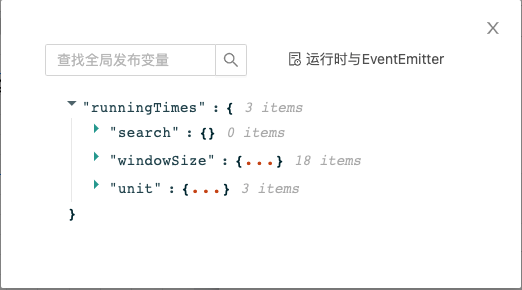 X
查找全局发布变量
运行时与EventEmitter
"runningTimes" : { 3 items
"search" : {} 0 items
"windowSize" : {...} 18 items
"unit" : {...} 3 items
}